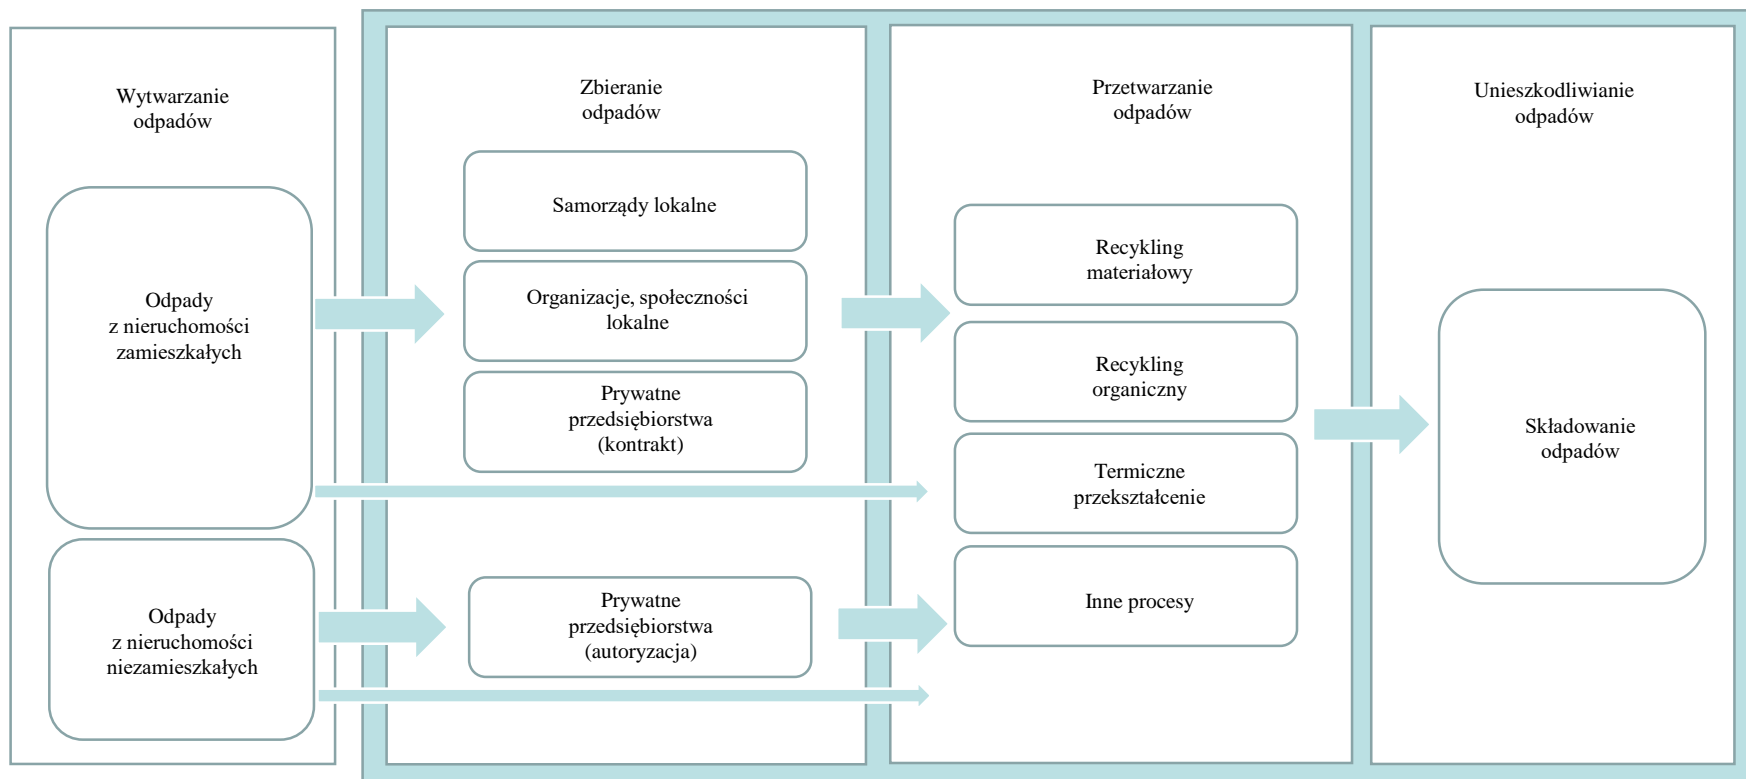 Wytwarzanie
odpadów
Odpady
z nieruchomości
zamieszkałych
Odpady
z nieruchomości
niezamieszkałych
Zbieranie
odpadów
Samorządy lokalne
Organizacje, społeczności
lokalne
Prywatne
przedsiębiorstwa
(kontrakt)
Prywatne
przedsiębiorstwa
(autoryzacja)
Przetwarzanie
odpadów
Recykling
materiałowy
Recykling
organiczny
Termiczne
przekształcenie
Inne procesy
Unieszkodliwianie
odpadów
Składowanie
odpadów